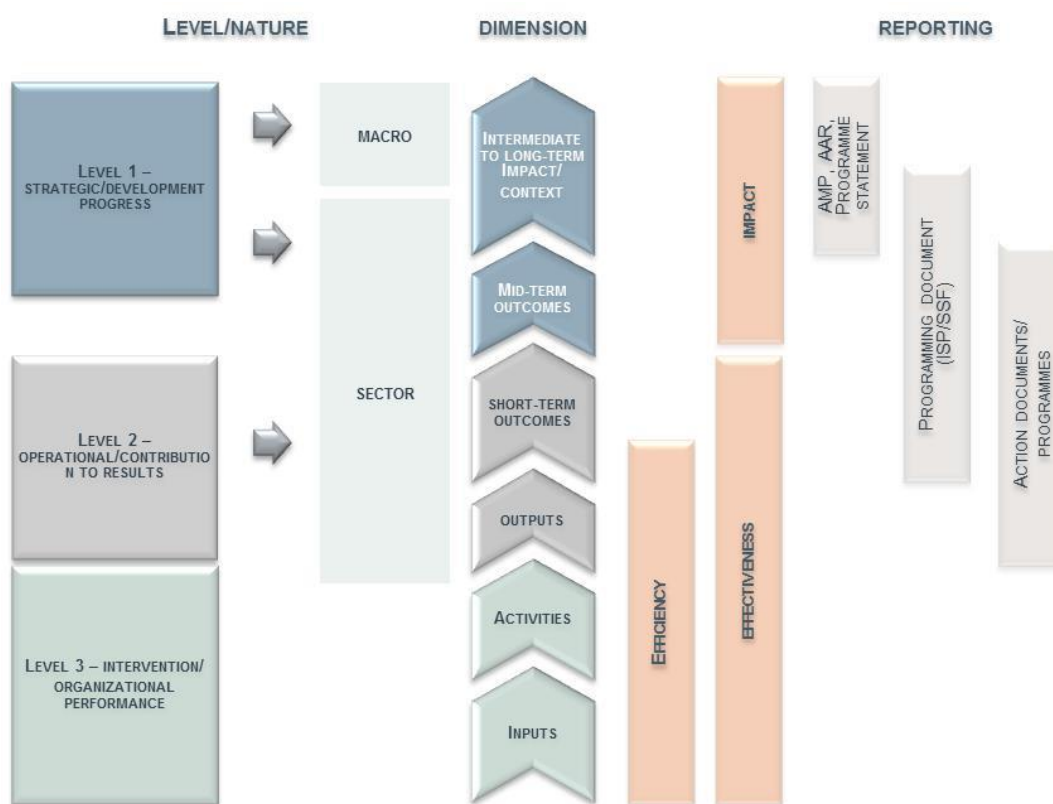 LEVEL/NATURE
DIMENSION
REPORTING
LEVEL 1 –
STRATEGIC/DEVELOPMENT
PROGRESS
MACRO
INTERMEDIATE
TO LONG-TERM
IMPACT/
CONTEXT
MID-TERM
OUTCOMES
LEVEL 2 –
OPERATIONAL/CONTRIBUTIO
N TO RESULTS
SECTOR
SHORT-TERM
OUTCOMES
OUTPUTS
LEVEL 3 – INTERVENTION/
ORGANIZATIONAL
PERFORMANCE
ACTIVITIES
INPUTS
EFFICIENCY
IMPACT
EFFECTIVENESS
AMP, AAR,
PROGRAMME
STATEMENT
PROGRAMMING DOCUMENT
(ISP/SSF)
ACTION DOCUMENTS/
PROGRAMMES